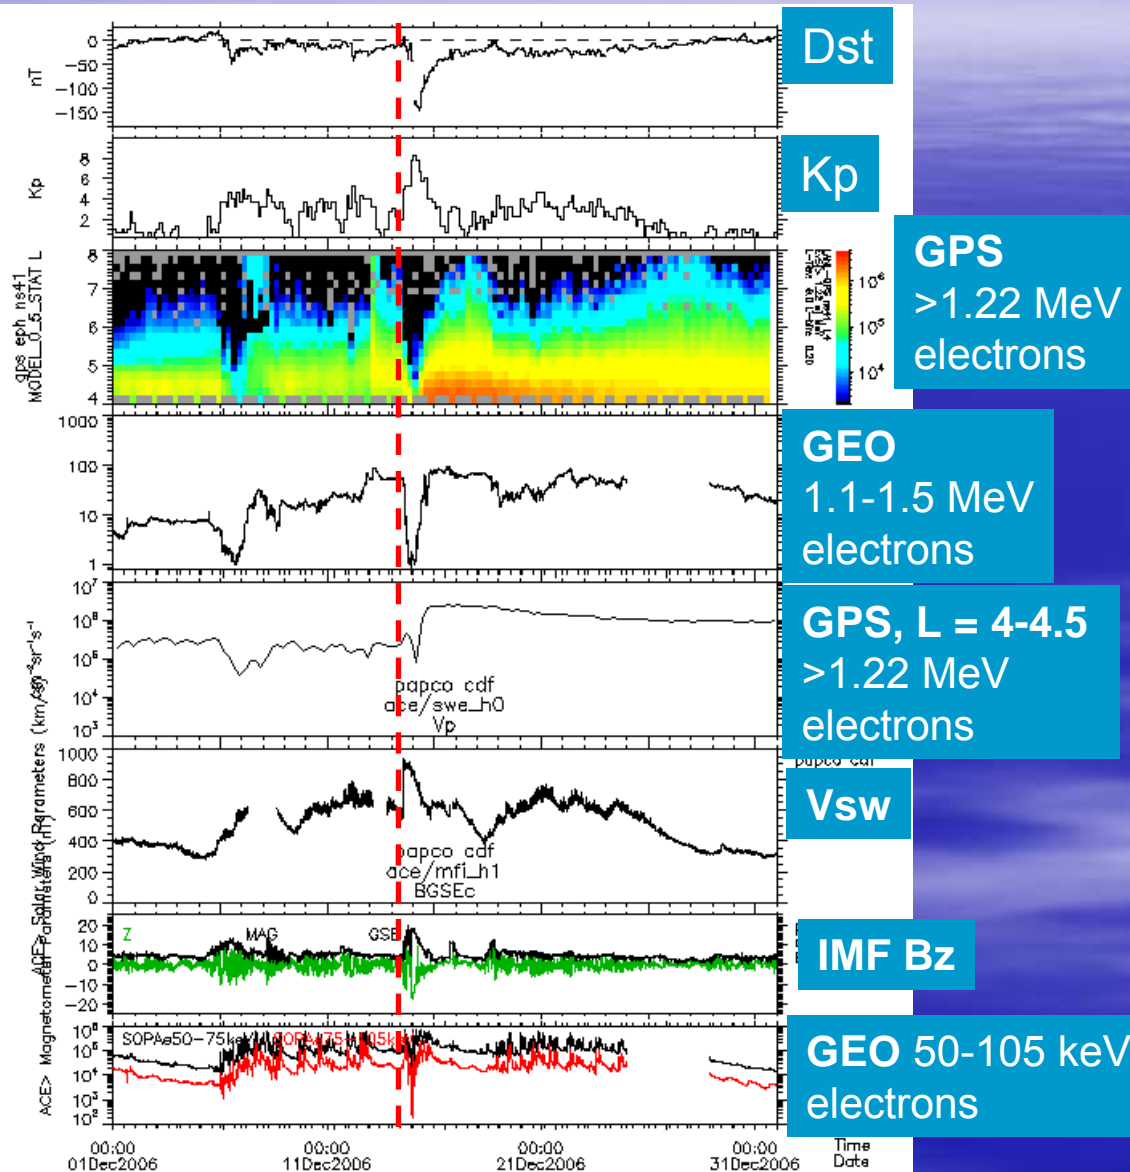 Dst
0
−50
−100
−150
nT
Kp
8
6
4
2
Kp
GPS
>1.22 MeV
electrons
8
7
6
5
4
gps eph ns41
MODEL_0_5_STAT L
10⁶
10⁵
10⁴
GEO
1.1-1.5 MeV
electrons
1000
100
10
1
GPS, L = 4-4.5
>1.22 MeV
electrons
10⁷
10⁴
10³
papco cdf
ace/swe_h0
Vp
Vsw
1000
800
600
400
200
0
papco cdf
ace/mfi_h1
BGSEc
papco cdf
ACE> Solar Wind Parameters (km/s)
IMF Bz
20
10
0
−10
−20
Z
MAG
GSE
ACE> Magnetometer Parameters (nT)
GEO 50-105 keV
electrons
10⁴
10³
10²
SOPAe50-75keV
00:00
01Dec2006
00:00
11Dec2006
00:00
21Dec2006
00:00
31Dec2006
Time
Date